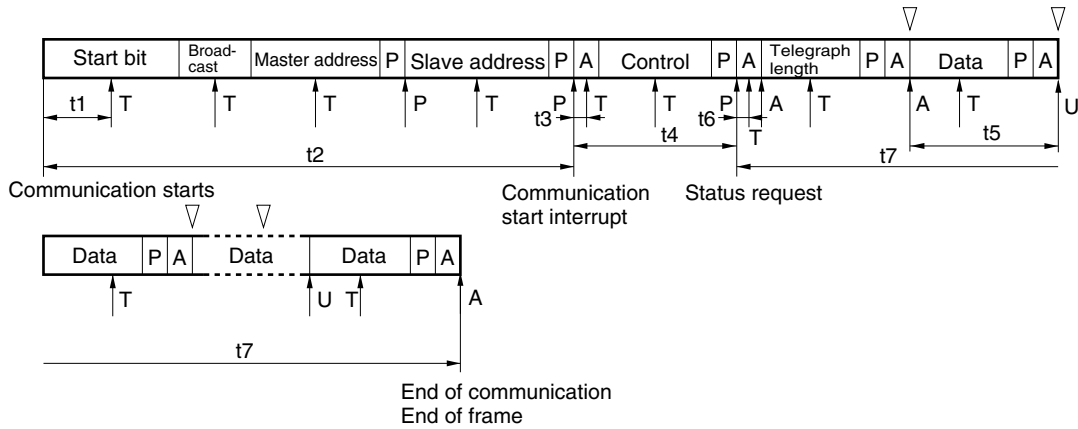 Start bit Broad-cast Master address P Slave address P A Control P A Telegraph length P A Data P A
t1 T T T P T P t3 T T P t6 T A T A T U
t4 t5
t2 t7
Communication starts
Communication start interrupt
Status request
Data P A Data Data P A
T U T A
t7
End of communication
End of frame